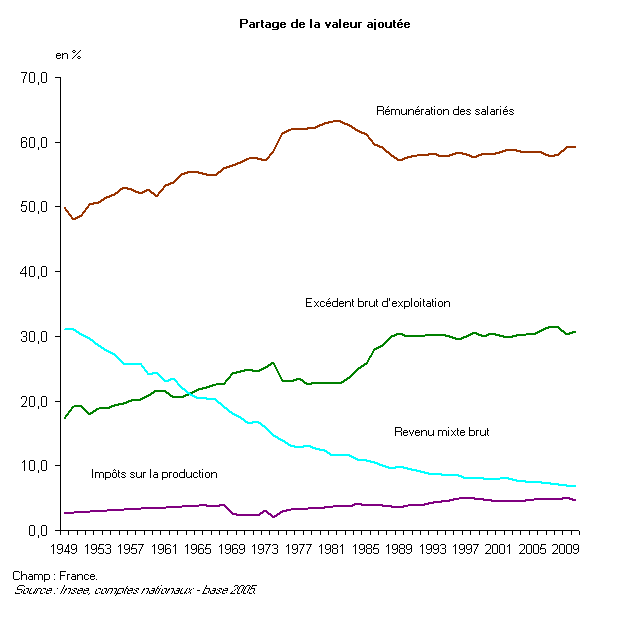 Partage de la valeur ajoutée
en %
70,0
60,0
50,0
40,0
30,0
20,0
10,0
0,0
Rémunération des salariés
Excédent brut d'exploitation
Revenu mixte brut
Impôts sur la production
1949 1953 1957 1961 1965 1969 1973 1977 1981 1985 1989 1993 1997 2001 2005 2009
Champ : France.
Source : Insee, comptes nationaux - base 2005.